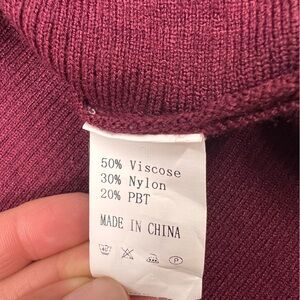 50% Viscose
30% Nylon
20% PBT
MADE IN CHINA